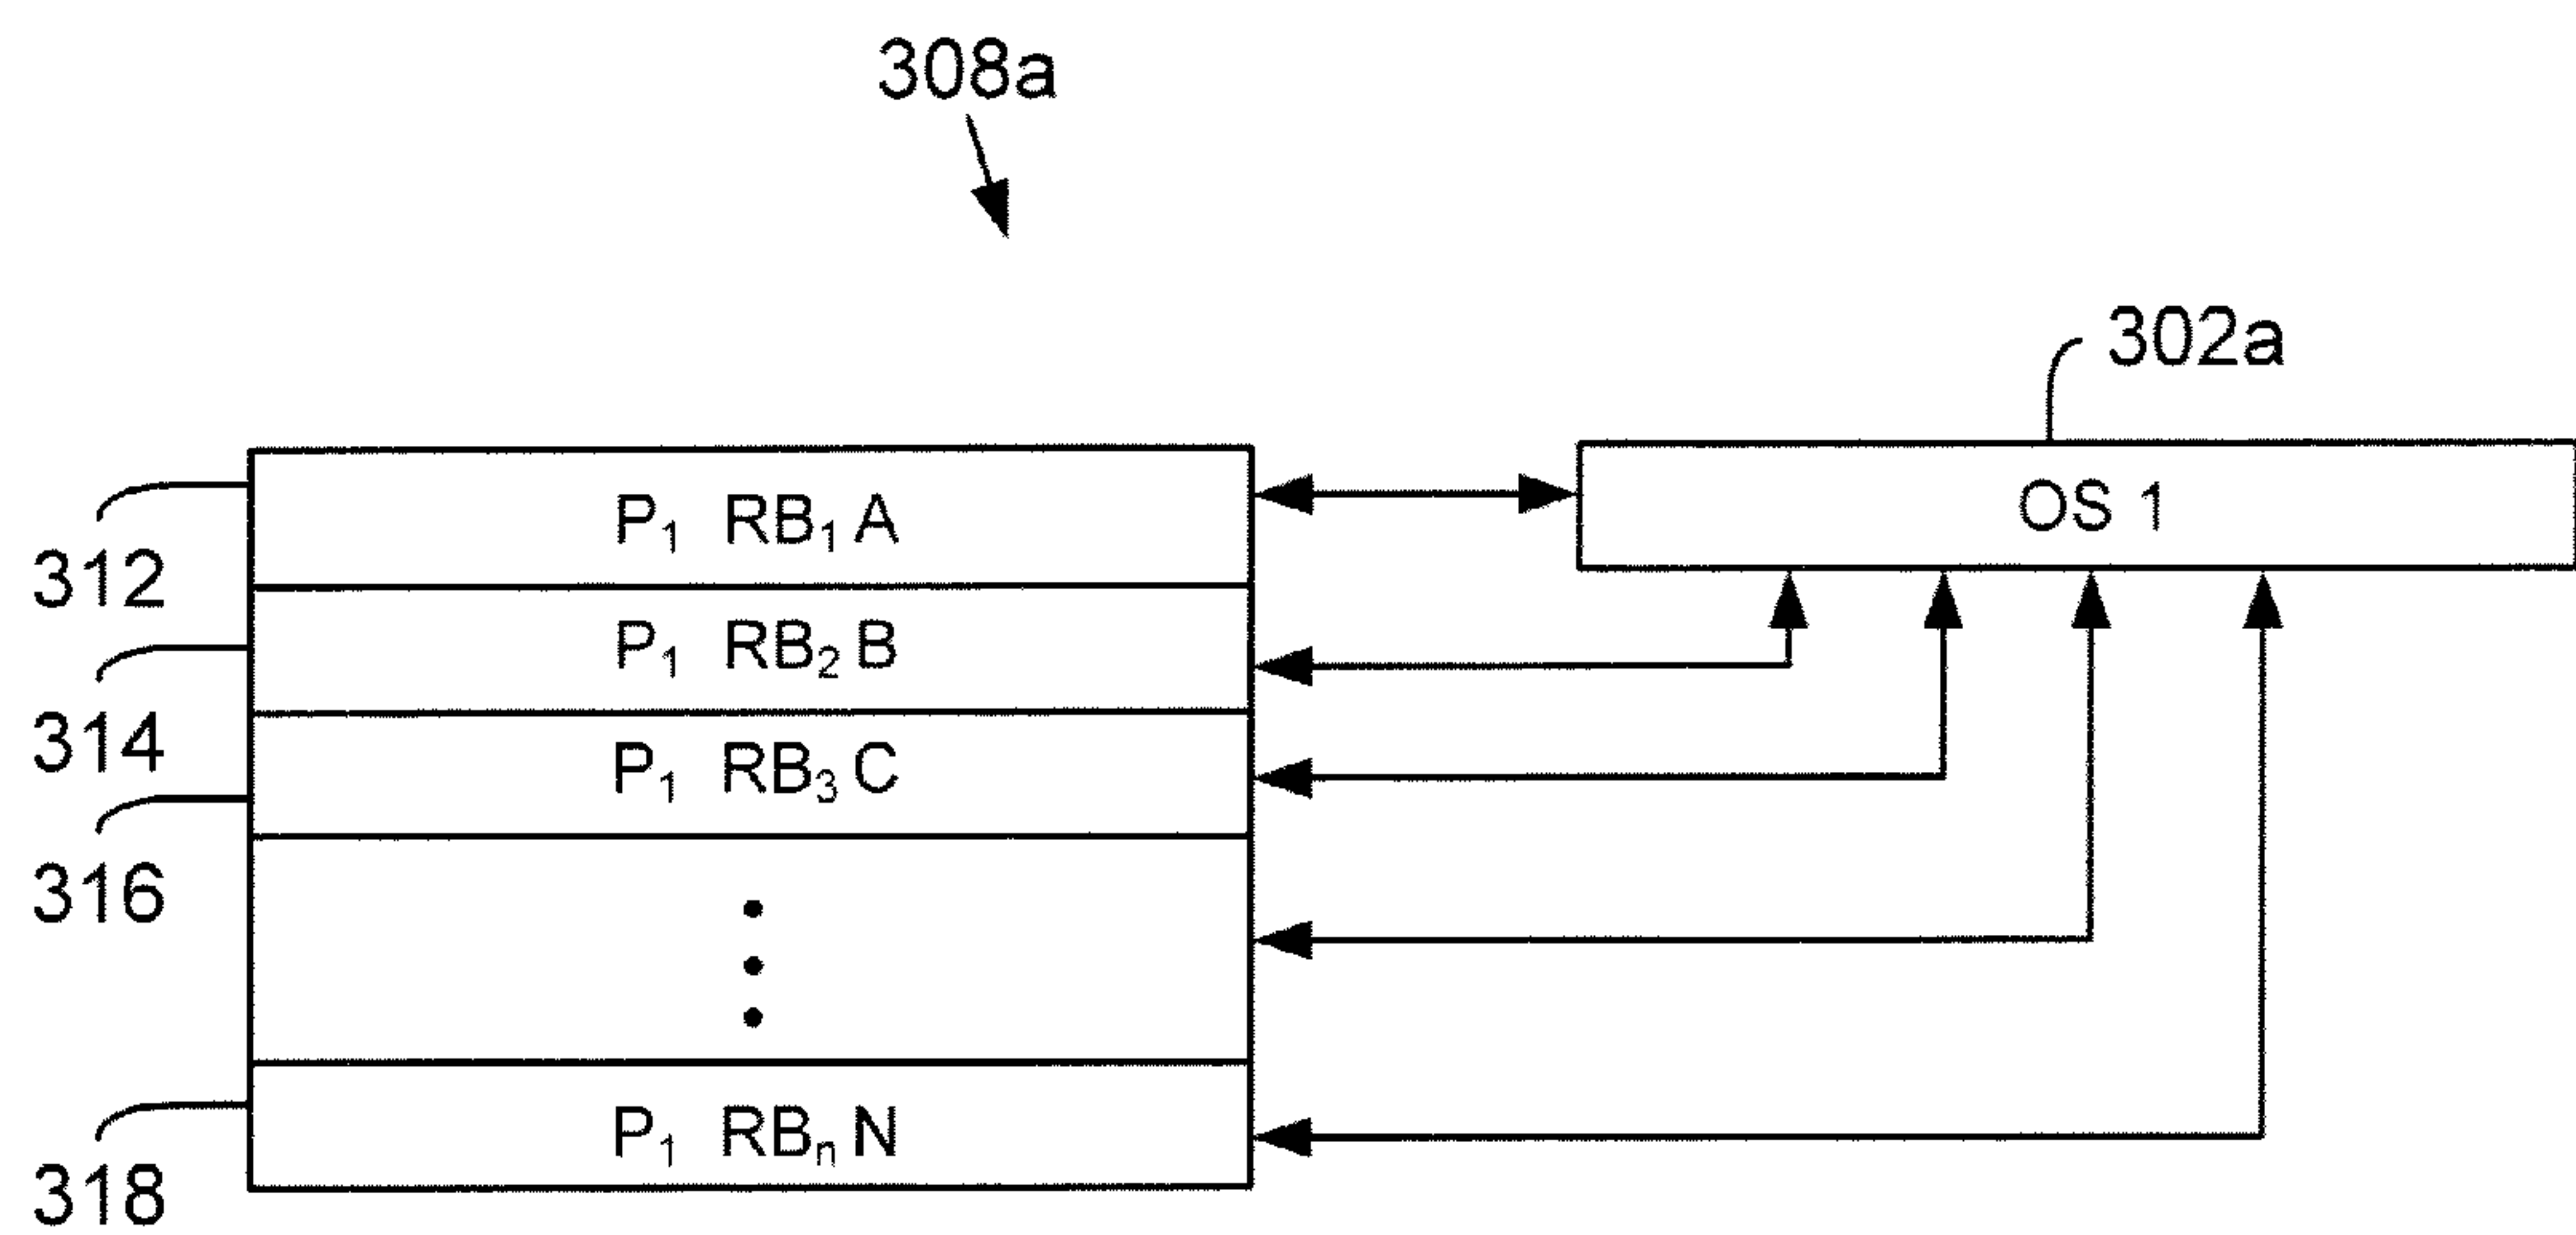 308a
302a
P₁ RB₁ A
OS 1
312
P₁ RB₂ B
314
P₁ RB₃ C
316
P₁ RBₙ N
318